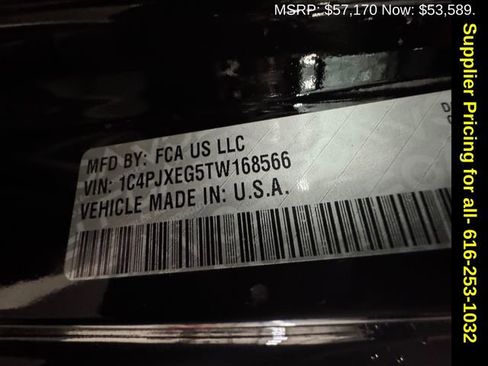 MSRP: $57,170 Now: $53,589.
MFD BY: FCA US LLC
VIN: 1C4PJXEG5TW168566
VEHICLE MADE IN: U.S.A.
Supplier Pricing for all- 616-253-1032